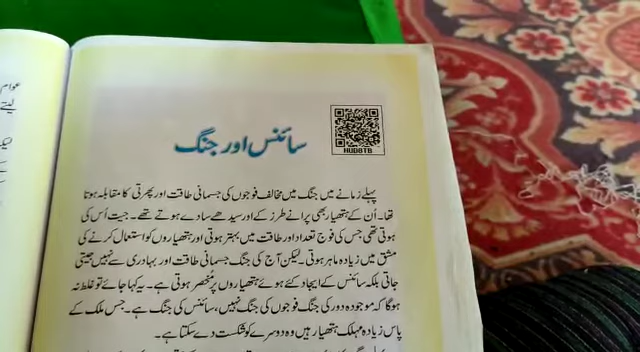 سائنس اور جنگ
HUD8TB
پہلے زمانے میں جنگ میں مخالف فوجوں کی جسمانی طاقت اور پھرتی کا مقابلہ ہوتا
تھا۔ اُن کے ہتھیار بھی پرانے طرز کے اور سیدھے سادے ہوتے تھے۔ جیت اُس کی
ہوتی تھی جس کی فوج تعداد اور طاقت میں بہتر ہوتی اور ہتھیاروں کو استعمال کرنے کی
مشق میں زیادہ ماہر ہوتی۔ لیکن آج کی جنگ جسمانی طاقت اور بہادری سے نہیں جیتی
جاتی بلکہ سائنس کے ایجاد کئے ہوئے ہتھیاروں پر منحصر ہوتی ہے۔ یہ کہا جائے تو غلط نہ
ہوگا کہ موجودہ دور کی جنگ فوجوں کی جنگ نہیں، سائنس کی جنگ ہے۔ جس ملک کے
پاس زیادہ مہلک ہتھیار ہیں وہ دوسرے کو شکست دے سکتا ہے۔
عوام